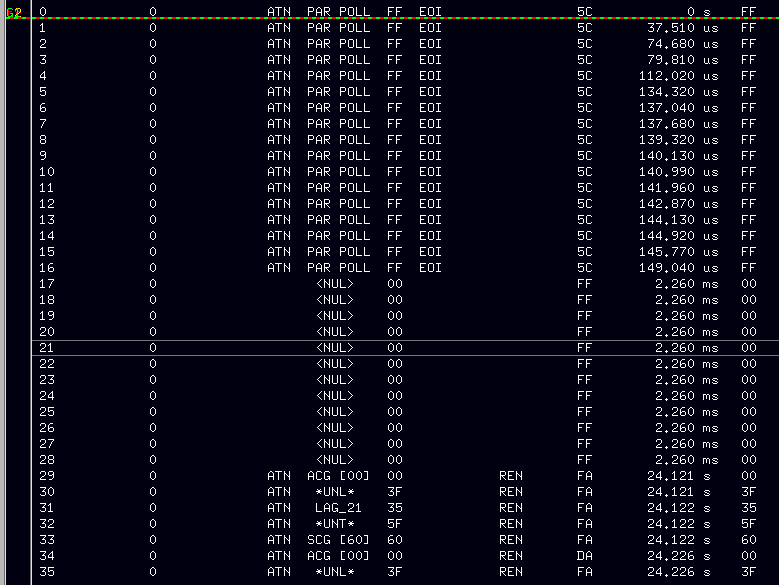 G2 0 0 ATN PAR POLL FF EOI 5C 0 s FF
1 0 ATN PAR POLL FF EOI 5C 37.510 us FF
2 0 ATN PAR POLL FF EOI 5C 74.680 us FF
3 0 ATN PAR POLL FF EOI 5C 79.810 us FF
4 0 ATN PAR POLL FF EOI 5C 112.020 us FF
5 0 ATN PAR POLL FF EOI 5C 134.320 us FF
6 0 ATN PAR POLL FF EOI 5C 137.040 us FF
7 0 ATN PAR POLL FF EOI 5C 137.680 us FF
8 0 ATN PAR POLL FF EOI 5C 139.320 us FF
9 0 ATN PAR POLL FF EOI 5C 140.130 us FF
10 0 ATN PAR POLL FF EOI 5C 140.990 us FF
11 0 ATN PAR POLL FF EOI 5C 141.960 us FF
12 0 ATN PAR POLL FF EOI 5C 142.870 us FF
13 0 ATN PAR POLL FF EOI 5C 144.130 us FF
14 0 ATN PAR POLL FF EOI 5C 144.920 us FF
15 0 ATN PAR POLL FF EOI 5C 145.770 us FF
16 0 ATN PAR POLL FF EOI 5C 149.040 us FF
17 0 <NUL> 00 FF 2.260 ms 00
18 0 <NUL> 00 FF 2.260 ms 00
19 0 <NUL> 00 FF 2.260 ms 00
20 0 <NUL> 00 FF 2.260 ms 00
21 0 <NUL> 00 FF 2.260 ms 00
22 0 <NUL> 00 FF 2.260 ms 00
23 0 <NUL> 00 FF 2.260 ms 00
24 0 <NUL> 00 FF 2.260 ms 00
25 0 <NUL> 00 FF 2.260 ms 00
26 0 <NUL> 00 FF 2.260 ms 00
27 0 <NUL> 00 FF 2.260 ms 00
28 0 <NUL> 00 FF 2.260 ms 00
29 0 ATN ACG [00] 00 REN FA 24.121 s 00
30 0 ATN *UNL* 3F REN FA 24.121 s 3F
31 0 ATN LAG_21 35 REN FA 24.122 s 35
32 0 ATN *UNT* 5F REN FA 24.122 s 5F
33 0 ATN SCG [60] 60 REN FA 24.122 s 60
34 0 ATN ACG [00] 00 REN DA 24.226 s 00
35 0 ATN *UNL* 3F REN FA 24.226 s 3F